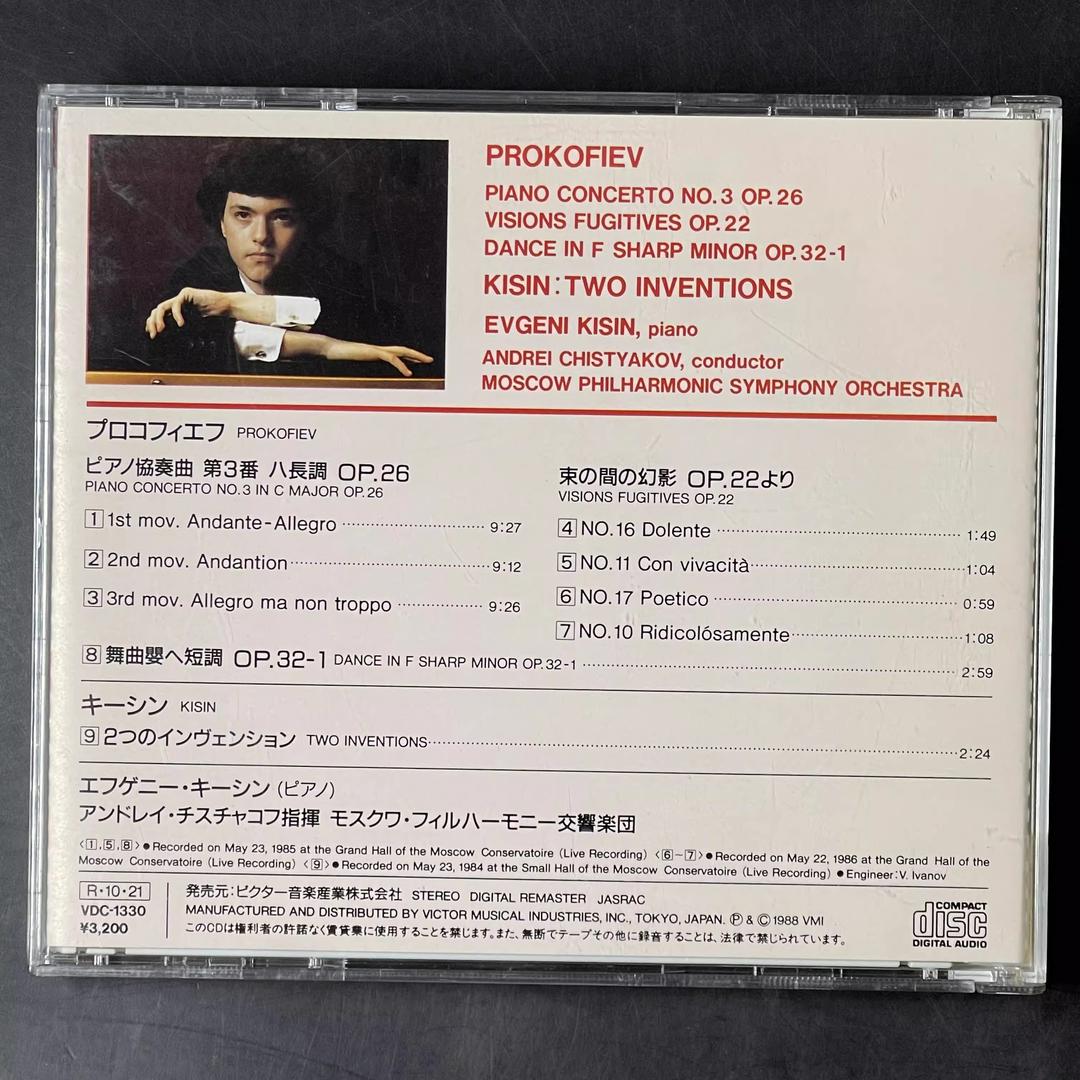 PROKOFIEV
PIANO CONCERTO NO.3 OP.26
VISIONS FUGITIVES OP.22
DANCE IN F SHARP MINOR OP.32-1
KISIN:TWO INVENTIONS
EVGENI KISIN, piano
ANDREI CHISTYAKOV, conductor
MOSCOW PHILHARMONIC SYMPHONY ORCHESTRA
プロコフィエフ PROKOFIEV
ピアノ協奏曲 第3番 ハ長調 OP.26
PIANO CONCERTO NO.3 IN C MAJOR OP.26
1 1st mov. Andante-Allegro 9:27
2 2nd mov. Andantion 9:12
3 3rd mov. Allegro ma non troppo 9:26
束の間の幻影 OP.22より
VISIONS FUGITIVES OP.22
4 NO.16 Dolente 1:49
5 NO.11 Con vivacità 1:04
6 NO.17 Poetico 0:59
7 NO.10 Ridicolósamente 1:08
8 舞曲嬰ヘ短調 OP.32-1 DANCE IN F SHARP MINOR OP.32-1 2:59
キーシン KISIN
9 2つのインヴェンション TWO INVENTIONS 2:24
エフゲニー・キーシン (ピアノ)
アンドレイ・チスチャコフ指揮 モスクワ・フィルハーモニー交響楽団
〈1,5,8〉●Recorded on May 23, 1985 at the Grand Hall of the Moscow Conservatoire (Live Recording) 〈6~7〉●Recorded on May 22, 1986 at the Grand Hall of the
Moscow Conservatoire (Live Recording) 〈9〉●Recorded on May 23, 1984 at the Small Hall of the Moscow Conservatoire (Live Recording) ●Engineer:V. Ivanov
R・10・21
VDC-1330
¥3,200
発売元:ビクター音楽産業株式会社 STEREO DIGITAL REMASTER JASRAC
MANUFACTURED AND DISTRIBUTED BY VICTOR MUSICAL INDUSTRIES, INC., TOKYO, JAPAN. Ⓟ & © 1988 VMI
このCDは権利者の許諾なく賃貸業に使用することを禁じます。また、無断でテープその他に録音することは、法律で禁じられています。
COMPACT
disc
DIGITAL AUDIO